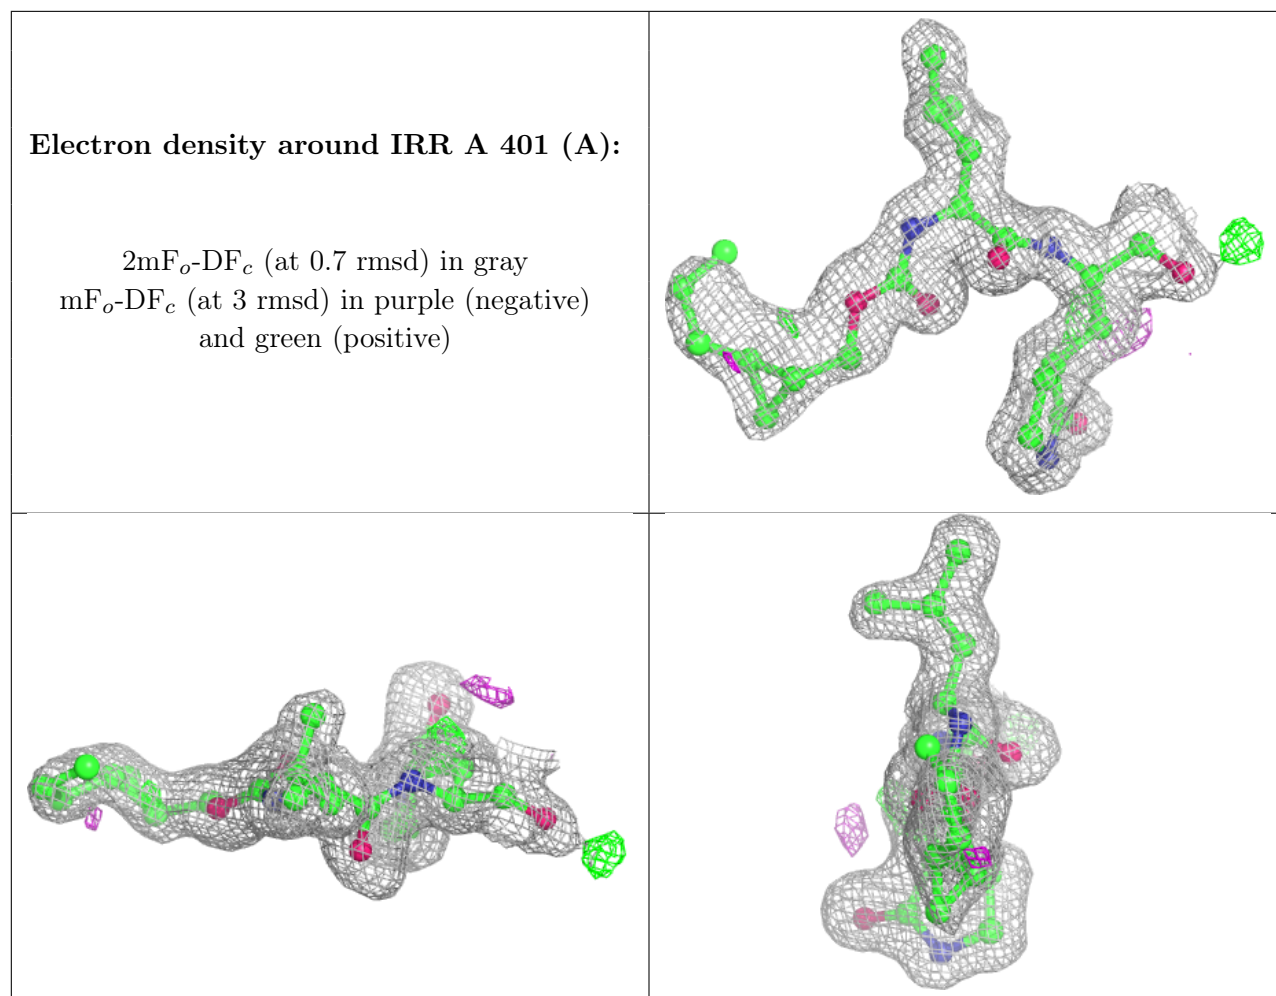 Electron density around IRR A 401 (A):
2mFₒ-DF𝒸 (at 0.7 rmsd) in gray
mFₒ-DF𝒸 (at 3 rmsd) in purple (negative)
and green (positive)